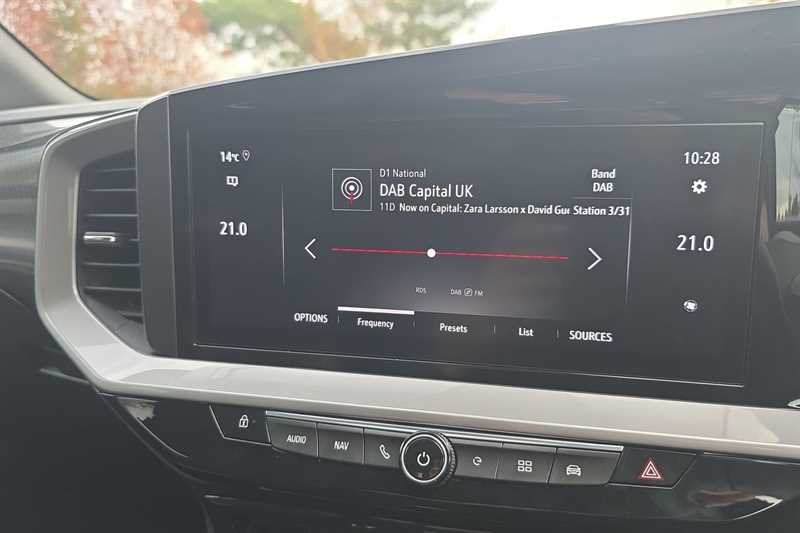 14°C
21.0
D1 National
DAB Capital UK
11D Now on Capital: Zara Larsson x David Gue
Band
DAB
Station 3/31
10:28
21.0
RDS
DAB FM
OPTIONS
Frequency
Presets
List
SOURCES
AUDIO
NAV